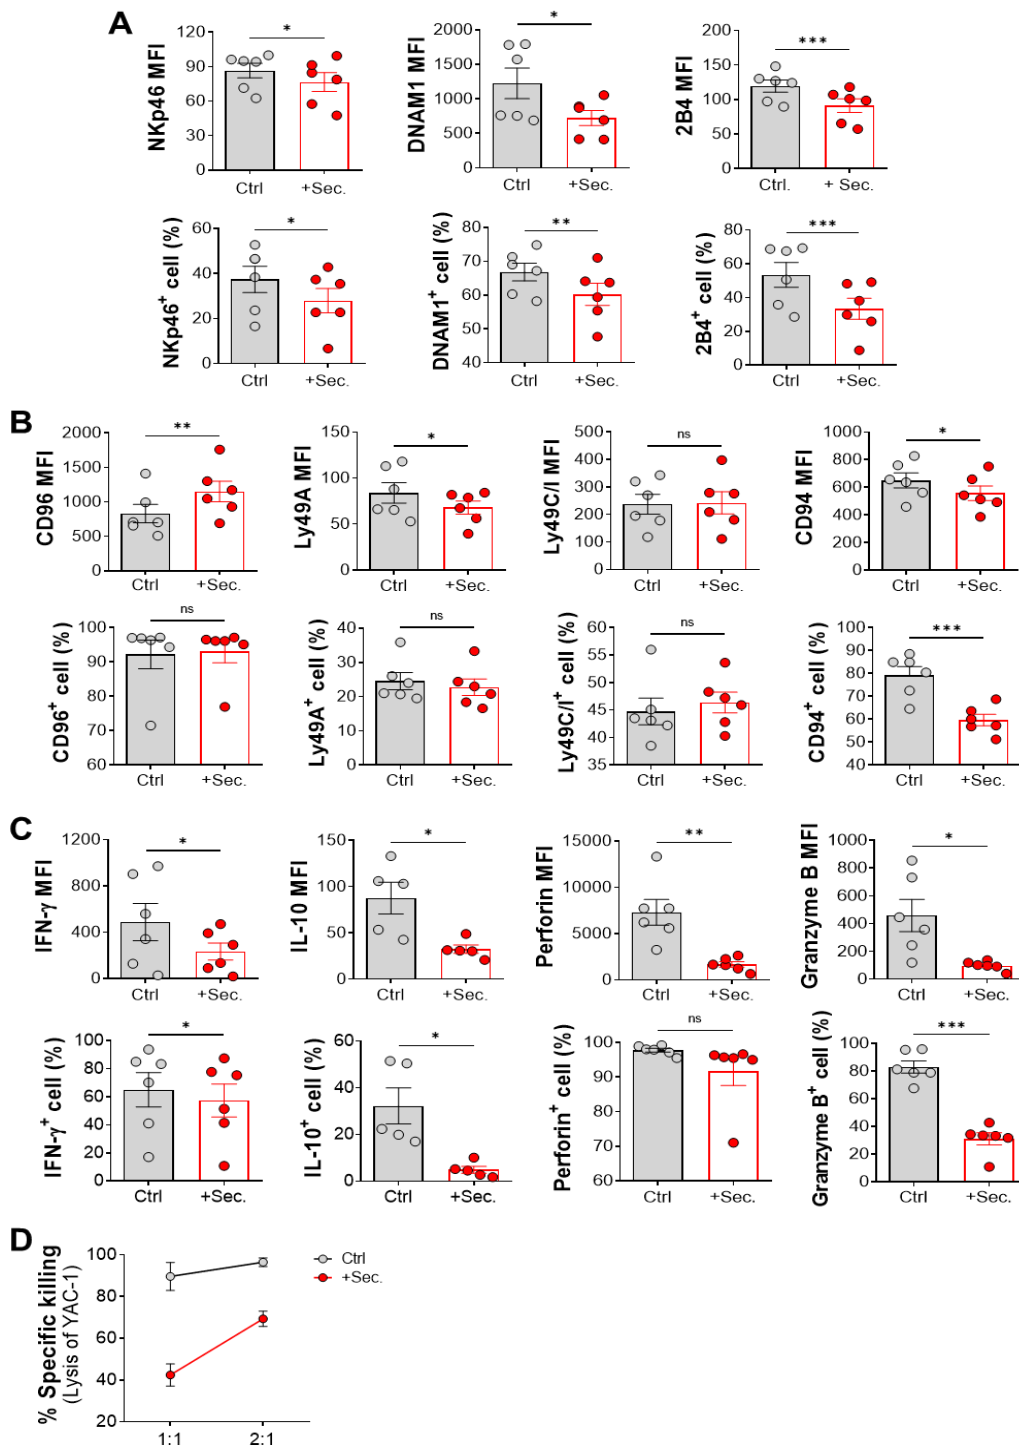 A
NKp46 MFI
120
90
60
30
0
*
Ctrl
+Sec.
DNAM1 MFI
2000
1500
1000
500
0
*
Ctrl
+Sec.
2B4 MFI
200
150
100
50
0
***
Ctrl.
+ Sec.
NKp46+ cell (%)
60
40
20
0
*
Ctrl
+Sec.
DNAM1+ cell (%)
80
70
60
50
40
**
Ctrl
+Sec.
2B4+ cell (%)
80
60
40
20
0
***
Ctrl
+Sec.
B
CD96 MFI
2000
1500
1000
500
0
**
Ctrl
+Sec.
Ly49A MFI
150
100
50
0
*
Ctrl
+Sec.
Ly49C/I MFI
500
400
300
200
100
0
ns
Ctrl
+Sec.
CD94 MFI
1000
800
600
400
200
0
*
Ctrl
+Sec.
CD96+ cell (%)
100
90
80
70
60
ns
Ctrl
+Sec.
Ly49A+ cell (%)
50
40
30
20
10
0
ns
Ctrl
+Sec.
Ly49C/I+ cell (%)
60
55
50
45
40
35
ns
Ctrl
+Sec.
CD94+ cell (%)
100
90
80
70
60
50
40
***
Ctrl
+Sec.
C
IFN-γ MFI
1200
800
400
0
*
Ctrl
+Sec.
IL-10 MFI
150
100
50
0
*
Ctrl
+Sec.
Perforin MFI
15000
10000
5000
0
**
Ctrl
+Sec.
Granzyme B MFI
1000
800
600
400
200
0
*
Ctrl
+Sec.
IFN-γ+ cell (%)
100
80
60
40
20
0
*
Ctrl
+Sec.
IL-10+ cell (%)
60
40
20
0
*
Ctrl
+Sec.
Perforin+ cell (%)
100
90
80
70
60
ns
Ctrl
+Sec.
Granzyme B+ cell (%)
100
80
60
40
20
0
***
Ctrl
+Sec.
D
% Specific killing
(Lysis of YAC-1)
100
80
60
40
20
1:1
2:1
Ctrl
+Sec.